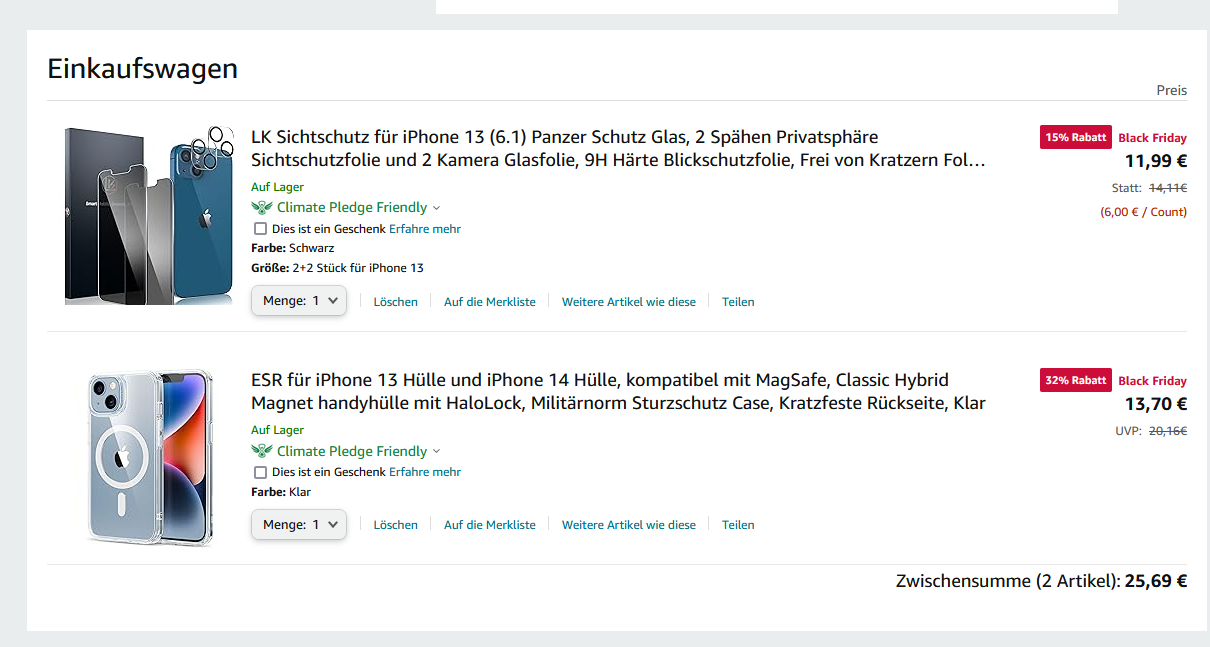 Einkaufswagen
Preis
LK Sichtschutz für iPhone 13 (6.1) Panzer Schutz Glas, 2 Spähen Privatsphäre
Sichtschutzfolie und 2 Kamera Glasfolie, 9H Härte Blickschutzfolie, Frei von Kratzern Fol…
15% Rabatt Black Friday
11,99 €
Statt: 14,11€
(6,00 € / Count)
Auf Lager
Climate Pledge Friendly
Dies ist ein Geschenk Erfahre mehr
Farbe: Schwarz
Größe: 2+2 Stück für iPhone 13
Menge: 1 Löschen Auf die Merkliste Weitere Artikel wie diese Teilen
ESR für iPhone 13 Hülle und iPhone 14 Hülle, kompatibel mit MagSafe, Classic Hybrid
Magnet handyhülle mit HaloLock, Militärnorm Sturzschutz Case, Kratzfeste Rückseite, Klar
32% Rabatt Black Friday
13,70 €
UVP: 20,16€
Auf Lager
Climate Pledge Friendly
Dies ist ein Geschenk Erfahre mehr
Farbe: Klar
Menge: 1 Löschen Auf die Merkliste Weitere Artikel wie diese Teilen
Zwischensumme (2 Artikel): 25,69 €